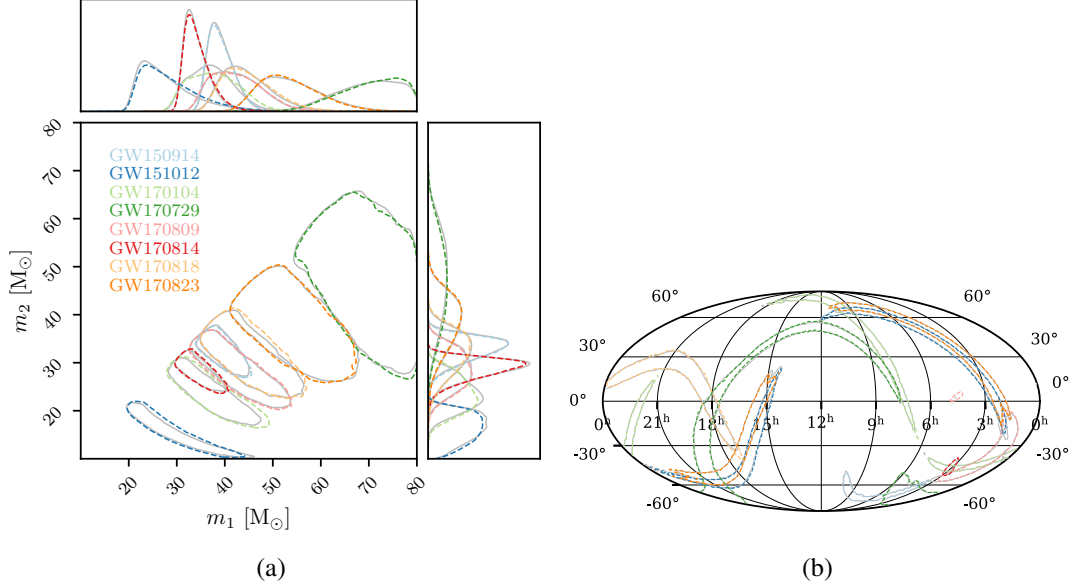 80
70
60
50
40
30
20
m₂ [M⊙]
GW150914
GW151012
GW170104
GW170729
GW170809
GW170814
GW170818
GW170823
20
30
40
50
60
70
80
m₁ [M⊙]
(a)
60°
60°
30°
30°
0°
0°
0ʰ
21ʰ
18ʰ
15ʰ
12ʰ
9ʰ
6ʰ
3ʰ
0ʰ
-30°
-30°
-60°
-60°
(b)